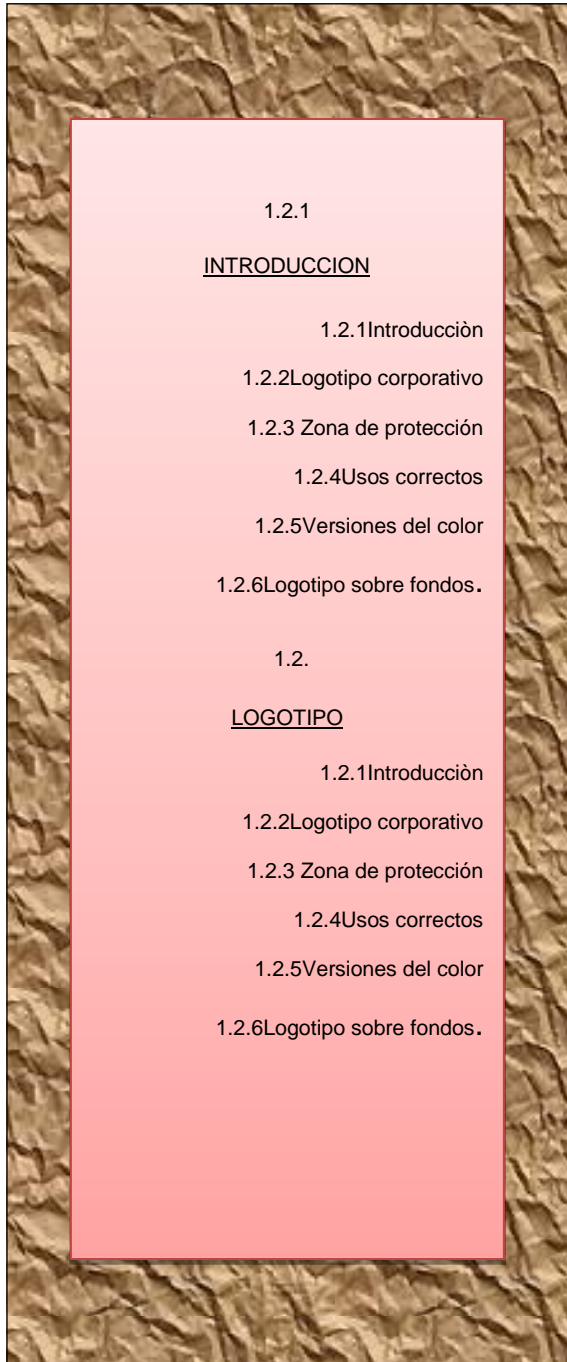 1.2.1
INTRODUCCION
1.2.1Introducciòn
1.2.2Logotipo corporativo
1.2.3 Zona de protección
1.2.4Usos correctos
1.2.5Versiones del color
1.2.6Logotipo sobre fondos.
1.2.
LOGOTIPO
1.2.1Introducciòn
1.2.2Logotipo corporativo
1.2.3 Zona de protección
1.2.4Usos correctos
1.2.5Versiones del color
1.2.6Logotipo sobre fondos.